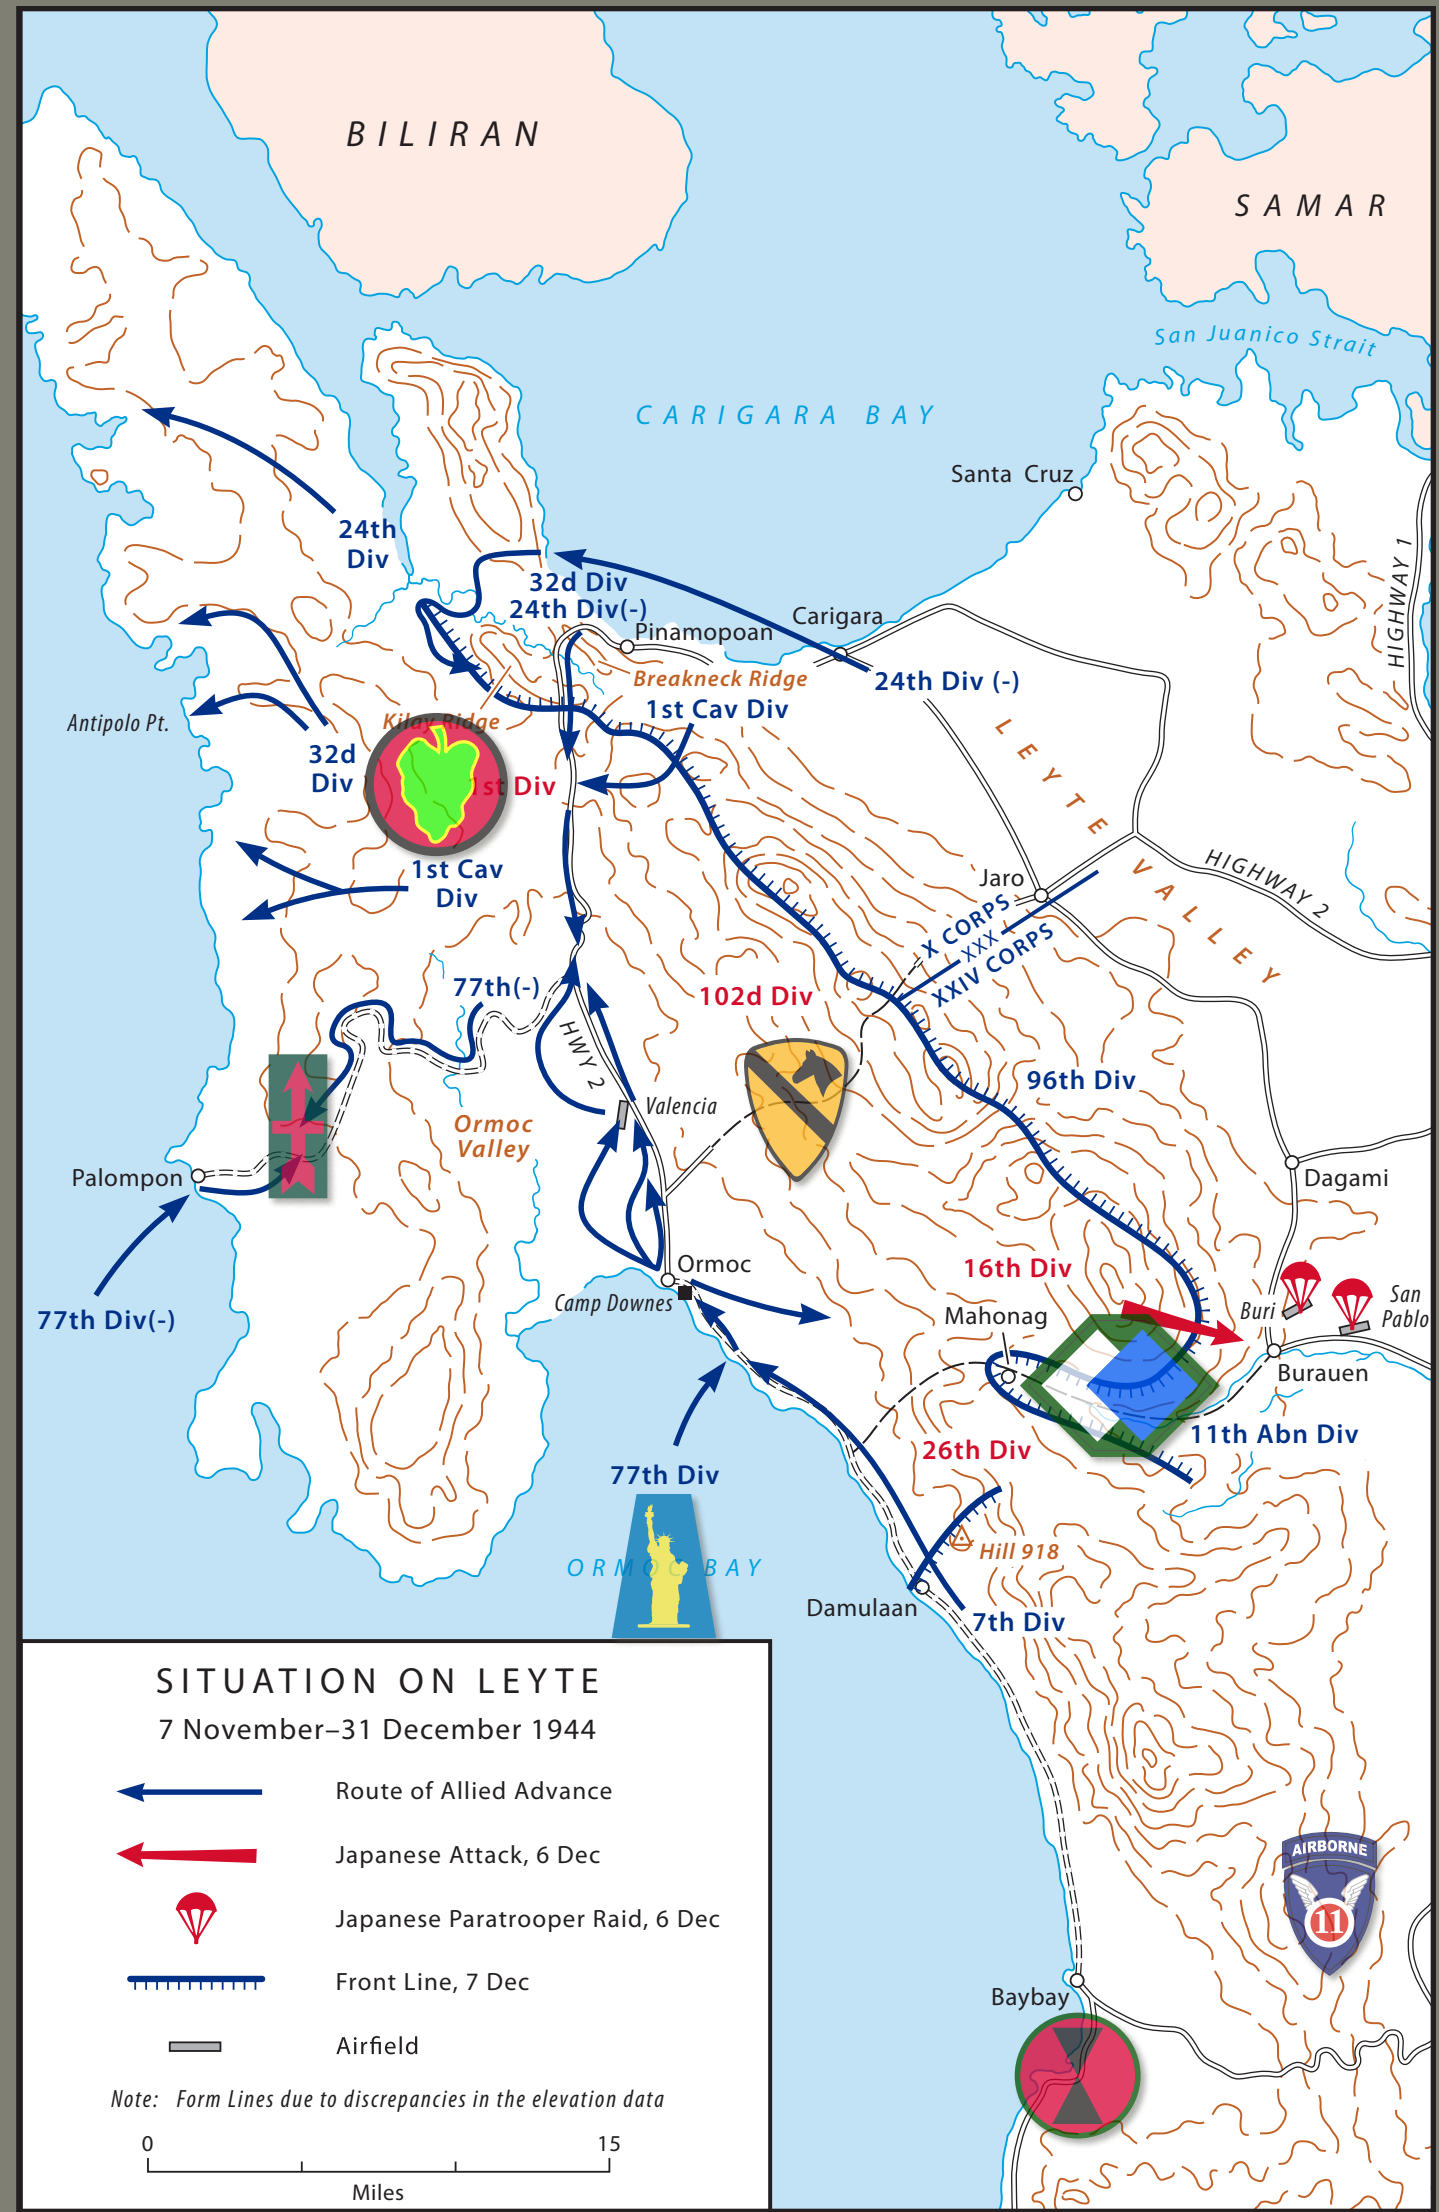 BILIRAN
SAMAR
San Juanico Strait
CARIGARA BAY
Santa Cruz
HIGHWAY 1
24th
Div
32d Div
24th Div(-)
Pinamopoan
Carigara
Breakneck Ridge
24th Div (-)
1st Cav Div
Antipolo Pt.
Kilay Ridge
32d
Div
1st Div
LEYTE VALLEY
HIGHWAY 2
Jaro
1st Cav
Div
X CORPS
XXX
XXIV CORPS
77th(-)
102d Div
HWY 2
96th Div
Valencia
Ormoc
Valley
Palompon
Dagami
77th Div(-)
Ormoc
Camp Downes
16th Div
Mahonag
Buri
San
Pablo
Burauen
11th Abn Div
26th Div
77th Div
ORMOC BAY
Hill 918
Damulaan
7th Div
SITUATION ON LEYTE
7 November–31 December 1944
Route of Allied Advance
Japanese Attack, 6 Dec
Japanese Paratrooper Raid, 6 Dec
Front Line, 7 Dec
Airfield
Note: Form Lines due to discrepancies in the elevation data
0 15
Miles
AIRBORNE
11
Baybay